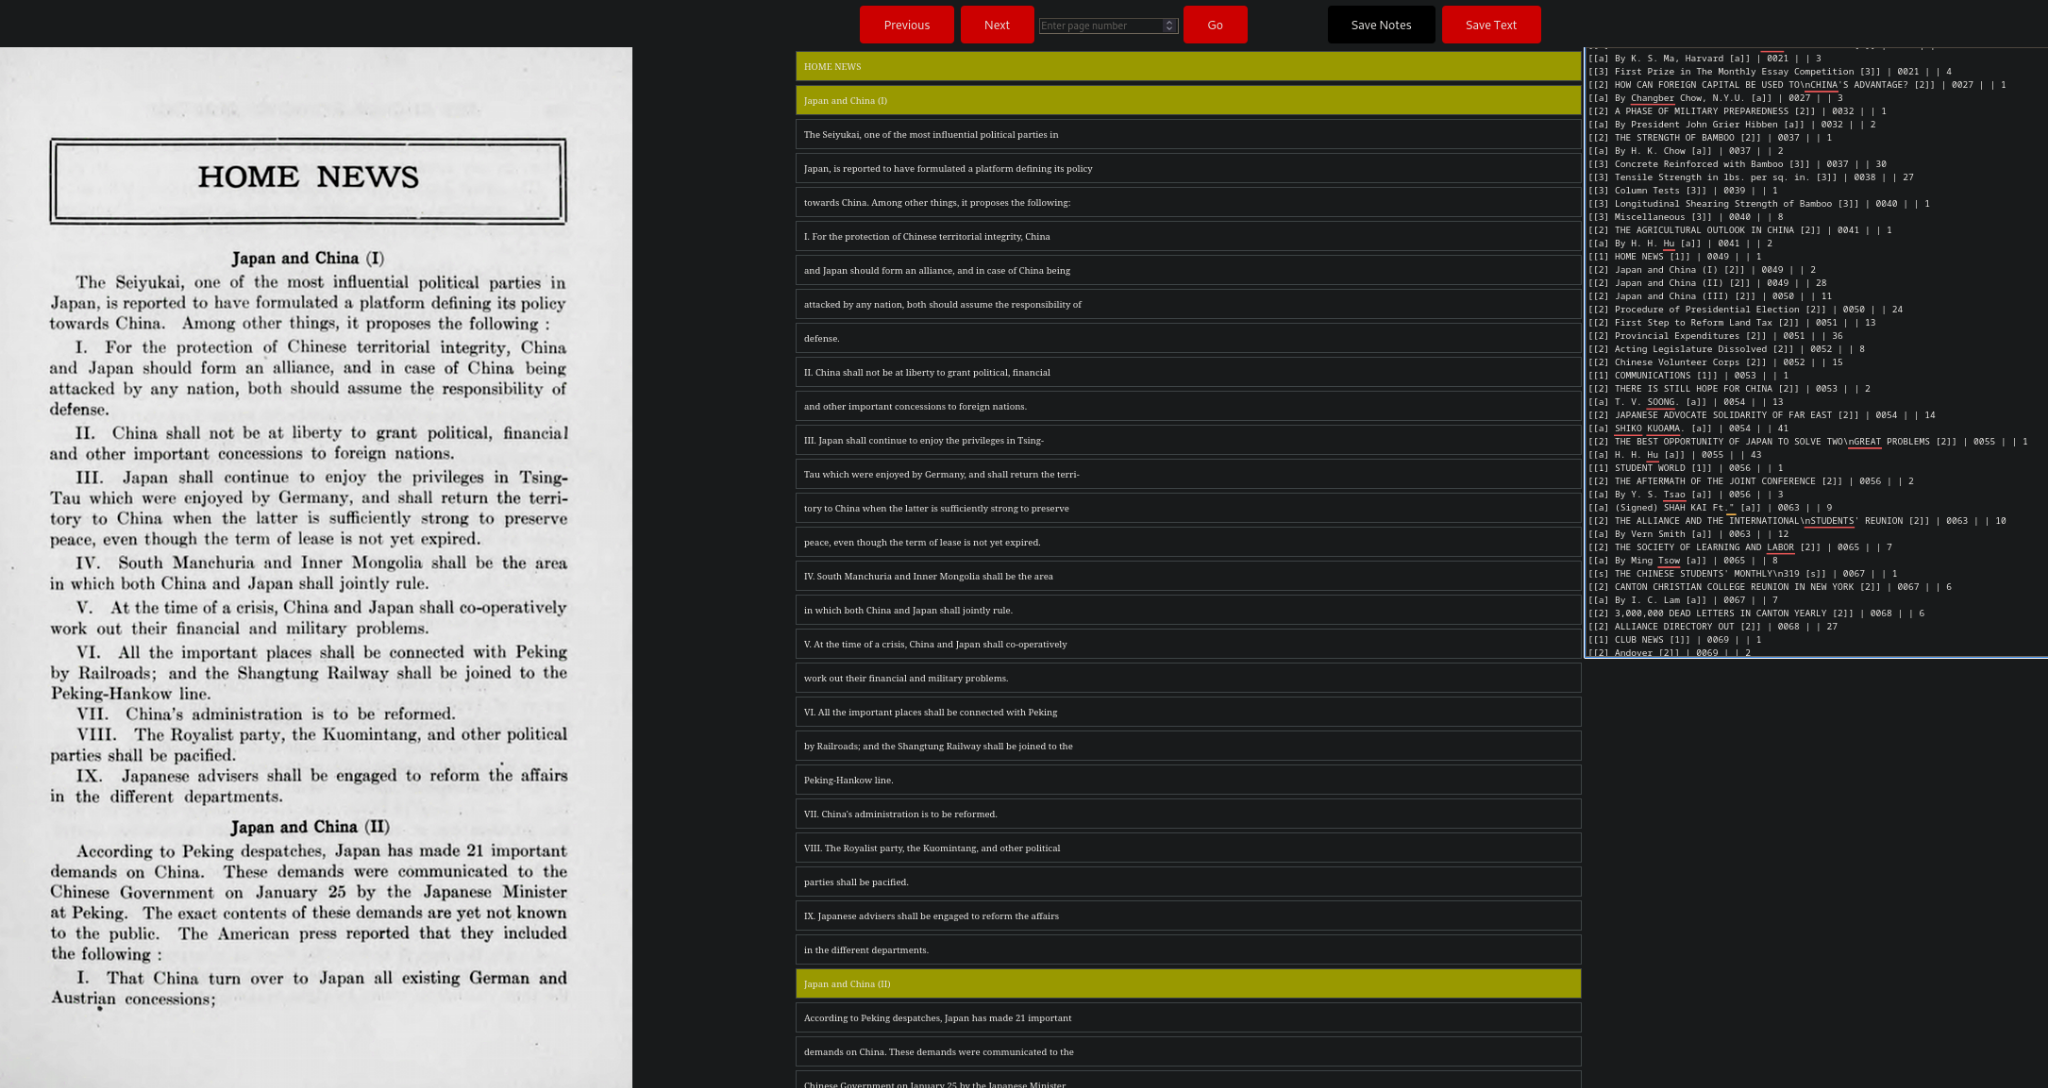 Previous
Next
Enter page number
Go
Save Notes
Save Text
HOME NEWS
Japan and China (I)
The Seiyukai, one of the most influential political parties in
Japan, is reported to have formulated a platform defining its policy
towards China. Among other things, it proposes the following :
I. For the protection of Chinese territorial integrity, China
and Japan should form an alliance, and in case of China being
attacked by any nation, both should assume the responsibility of
defense.
II. China shall not be at liberty to grant political, financial
and other important concessions to foreign nations.
III. Japan shall continue to enjoy the privileges in Tsing-
Tau which were enjoyed by Germany, and shall return the terri-
tory to China when the latter is sufficiently strong to preserve
peace, even though the term of lease is not yet expired.
IV. South Manchuria and Inner Mongolia shall be the area
in which both China and Japan shall jointly rule.
V. At the time of a crisis, China and Japan shall co-operatively
work out their financial and military problems.
VI. All the important places shall be connected with Peking
by Railroads; and the Shangtung Railway shall be joined to the
Peking-Hankow line.
VII. China's administration is to be reformed.
VIII. The Royalist party, the Kuomintang, and other political
parties shall be pacified.
IX. Japanese advisers shall be engaged to reform the affairs
in the different departments.
Japan and China (II)
According to Peking despatches, Japan has made 21 important
demands on China. These demands were communicated to the
Chinese Government on January 25 by the Japanese Minister
at Peking. The exact contents of these demands are yet not known
to the public. The American press reported that they included
the following :
I. That China turn over to Japan all existing German and
Austrian concessions;
HOME NEWS
Japan and China (I)
The Seiyukai, one of the most influential political parties in
Japan, is reported to have formulated a platform defining its policy
towards China. Among other things, it proposes the following:
I. For the protection of Chinese territorial integrity, China
and Japan should form an alliance, and in case of China being
attacked by any nation, both should assume the responsibility of
defense.
II. China shall not be at liberty to grant political, financial
and other important concessions to foreign nations.
III. Japan shall continue to enjoy the privileges in Tsing-
Tau which were enjoyed by Germany, and shall return the terri-
tory to China when the latter is sufficiently strong to preserve
peace, even though the term of lease is not yet expired.
IV. South Manchuria and Inner Mongolia shall be the area
in which both China and Japan shall jointly rule.
V. At the time of a crisis, China and Japan shall co-operatively
work out their financial and military problems.
VI. All the important places shall be connected with Peking
by Railroads; and the Shangtung Railway shall be joined to the
Peking-Hankow line.
VII. China's administration is to be reformed.
VIII. The Royalist party, the Kuomintang, and other political
parties shall be pacified.
IX. Japanese advisers shall be engaged to reform the affairs
in the different departments.
Japan and China (II)
According to Peking despatches, Japan has made 21 important
demands on China. These demands were communicated to the
Chinese Government on January 25 by the Japanese Minister
[[a] By K. S. Ma, Harvard [a]] | 0021 | | 3
[[3] First Prize in The Monthly Essay Competition [3]] | 0021 | | 4
[[2] HOW CAN FOREIGN CAPITAL BE USED TO\nCHINA'S ADVANTAGE? [2]] | 0027 | | 1
[[a] By Changber Chow, N.Y.U. [a]] | 0027 | | 3
[[2] A PHASE OF MILITARY PREPAREDNESS [2]] | 0032 | | 1
[[a] By President John Grier Hibben [a]] | 0032 | | 2
[[2] THE STRENGTH OF BAMBOO [2]] | 0037 | | 1
[[a] By H. K. Chow [a]] | 0037 | | 2
[[3] Concrete Reinforced with Bamboo [3]] | 0037 | | 30
[[3] Tensile Strength in lbs. per sq. in. [3]] | 0038 | | 27
[[3] Column Tests [3]] | 0039 | | 1
[[3] Longitudinal Shearing Strength of Bamboo [3]] | 0040 | | 1
[[3] Miscellaneous [3]] | 0040 | | 8
[[2] THE AGRICULTURAL OUTLOOK IN CHINA [2]] | 0041 | | 1
[[a] By H. H. Hu [a]] | 0041 | | 2
[[1] HOME NEWS [1]] | 0049 | | 1
[[2] Japan and China (I) [2]] | 0049 | | 2
[[2] Japan and China (II) [2]] | 0049 | | 28
[[2] Japan and China (III) [2]] | 0050 | | 11
[[2] Procedure of Presidential Election [2]] | 0050 | | 24
[[2] First Step to Reform Land Tax [2]] | 0051 | | 13
[[2] Provincial Expenditures [2]] | 0051 | | 36
[[2] Acting Legislature Dissolved [2]] | 0052 | | 8
[[2] Chinese Volunteer Corps [2]] | 0052 | | 15
[[1] COMMUNICATIONS [1]] | 0053 | | 1
[[2] THERE IS STILL HOPE FOR CHINA [2]] | 0053 | | 2
[[a] T. V. SOONG. [a]] | 0054 | | 13
[[2] JAPANESE ADVOCATE SOLIDARITY OF FAR EAST [2]] | 0054 | | 14
[[a] SHIKO KUOAMA. [a]] | 0054 | | 41
[[2] THE BEST OPPORTUNITY OF JAPAN TO SOLVE TWO\nGREAT PROBLEMS [2]] | 0055 | | 1
[[a] H. H. Hu [a]] | 0055 | | 43
[[1] STUDENT WORLD [1]] | 0056 | | 1
[[2] THE AFTERMATH OF THE JOINT CONFERENCE [2]] | 0056 | | 2
[[a] By Y. S. Tsao [a]] | 0056 | | 3
[[a] (Signed) SHAH KAI Ft." [a]] | 0063 | | 9
[[2] THE ALLIANCE AND THE INTERNATIONAL\nSTUDENTS' REUNION [2]] | 0063 | | 10
[[a] By Vern Smith [a]] | 0063 | | 12
[[2] THE SOCIETY OF LEARNING AND LABOR [2]] | 0065 | | 7
[[a] By Ming Tsow [a]] | 0065 | | 8
[[s] THE CHINESE STUDENTS' MONTHLY\n319 [s]] | 0067 | | 1
[[2] CANTON CHRISTIAN COLLEGE REUNION IN NEW YORK [2]] | 0067 | | 6
[[a] By I. C. Lam [a]] | 0067 | | 7
[[2] 3,000,000 DEAD LETTERS IN CANTON YEARLY [2]] | 0068 | | 6
[[2] ALLIANCE DIRECTORY OUT [2]] | 0068 | | 27
[[1] CLUB NEWS [1]] | 0069 | | 1
[[2] Andover [2]] | 0069 | | 2